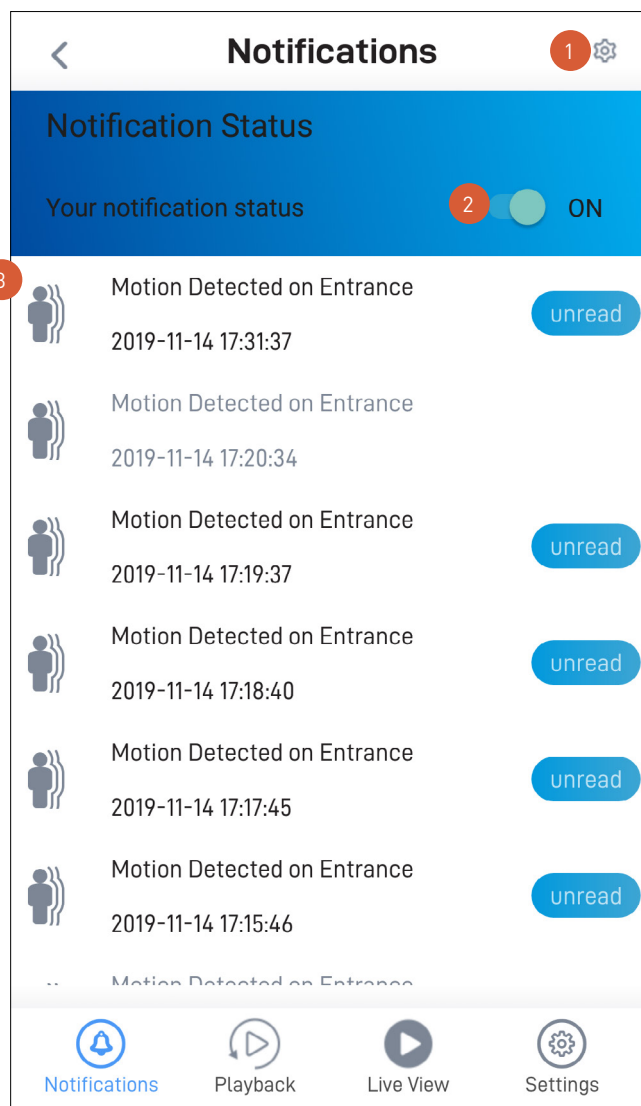 Notifications
1
Notification Status
Your notification status
2
ON
3
Motion Detected on Entrance
unread
2019-11-14 17:31:37
Motion Detected on Entrance
2019-11-14 17:20:34
Motion Detected on Entrance
unread
2019-11-14 17:19:37
Motion Detected on Entrance
unread
2019-11-14 17:18:40
Motion Detected on Entrance
unread
2019-11-14 17:17:45
Motion Detected on Entrance
unread
2019-11-14 17:15:46
Motion Detected on Entrance
Notifications Playback Live View Settings